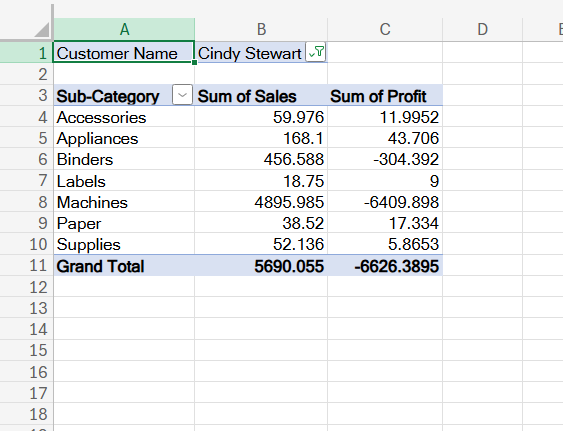 A B C D E
1 Customer Name Cindy Stewart
2
3 Sub-Category Sum of Sales Sum of Profit
4 Accessories 59.976 11.9952
5 Appliances 168.1 43.706
6 Binders 456.588 -304.392
7 Labels 18.75 9
8 Machines 4895.985 -6409.898
9 Paper 38.52 17.334
10 Supplies 52.136 5.8653
11 Grand Total 5690.055 -6626.3895
12
13
14
15
16
17
18